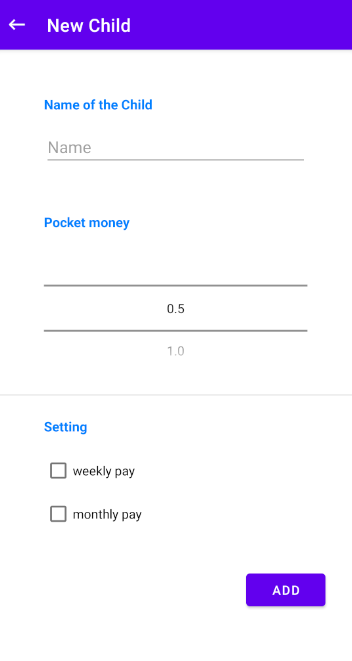 New Child
Name of the Child
Name
Pocket money
0.5
1.0
Setting
weekly pay
monthly pay
ADD